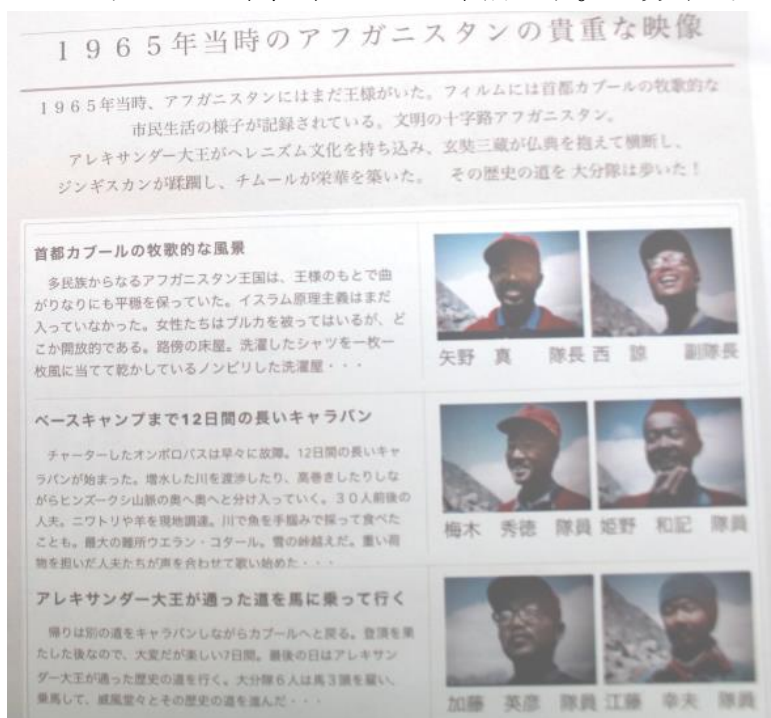 1965年当時のアフガニスタンの貴重な映像
1965年当時、アフガニスタンにはまだ王様がいた。フィルムには首都カブールの牧歌的な
市民生活の様子が記録されている。文明の十字路アフガニスタン。
アレキサンダー大王がヘレニズム文化を持ち込み、玄奘三蔵が仏典を抱えて横断し、
ジンギスカンが蹂躙し、チムールが栄華を築いた。 その歴史の道を 大分隊は歩いた！
首都カブールの牧歌的な風景
多民族からなるアフガニスタン王国は、王様のもとで曲
がりなりにも平穏を保っていた。イスラム原理主義はまだ
入っていなかった。女性たちはブルカを被ってはいるが、ど
こか開放的である。路傍の床屋。洗濯したシャツを一枚一
枚風に当てて乾かしているノンビリした洗濯屋・・・
矢野 真 隊長 西 諒 副隊長
ベースキャンプまで12日間の長いキャラバン
チャーターしたオンボロバスは早々に故障。12日間の長いキャ
ラバンが始まった。増水した川を渡渉したり、高巻きしたりしな
がらヒンズークシ山脈の奥へ奥へと分け入っていく。３０人前後の
人夫。ニワトリや羊を現地調達。川で魚を手掴みで採って食べた
ことも。最大の難所ウエラン・コタール。雪の峠越えだ。重い荷
物を担いだ人夫たちが声を合わせて歌い始めた・・・
梅木 秀徳 隊員 姫野 和記 隊員
アレキサンダー大王が通った道を馬に乗って行く
帰りは別の道をキャラバンしながらカブールへと戻る。登頂を果
たした後なので、大変だが楽しい7日間。最後の日はアレキサン
ダー大王が通った歴史の道を行く。大分隊６人は馬３頭を雇い、
乗馬して、威風堂々とその歴史の道を進んだ・・・
加藤 英彦 隊員 江藤 幸夫 隊員